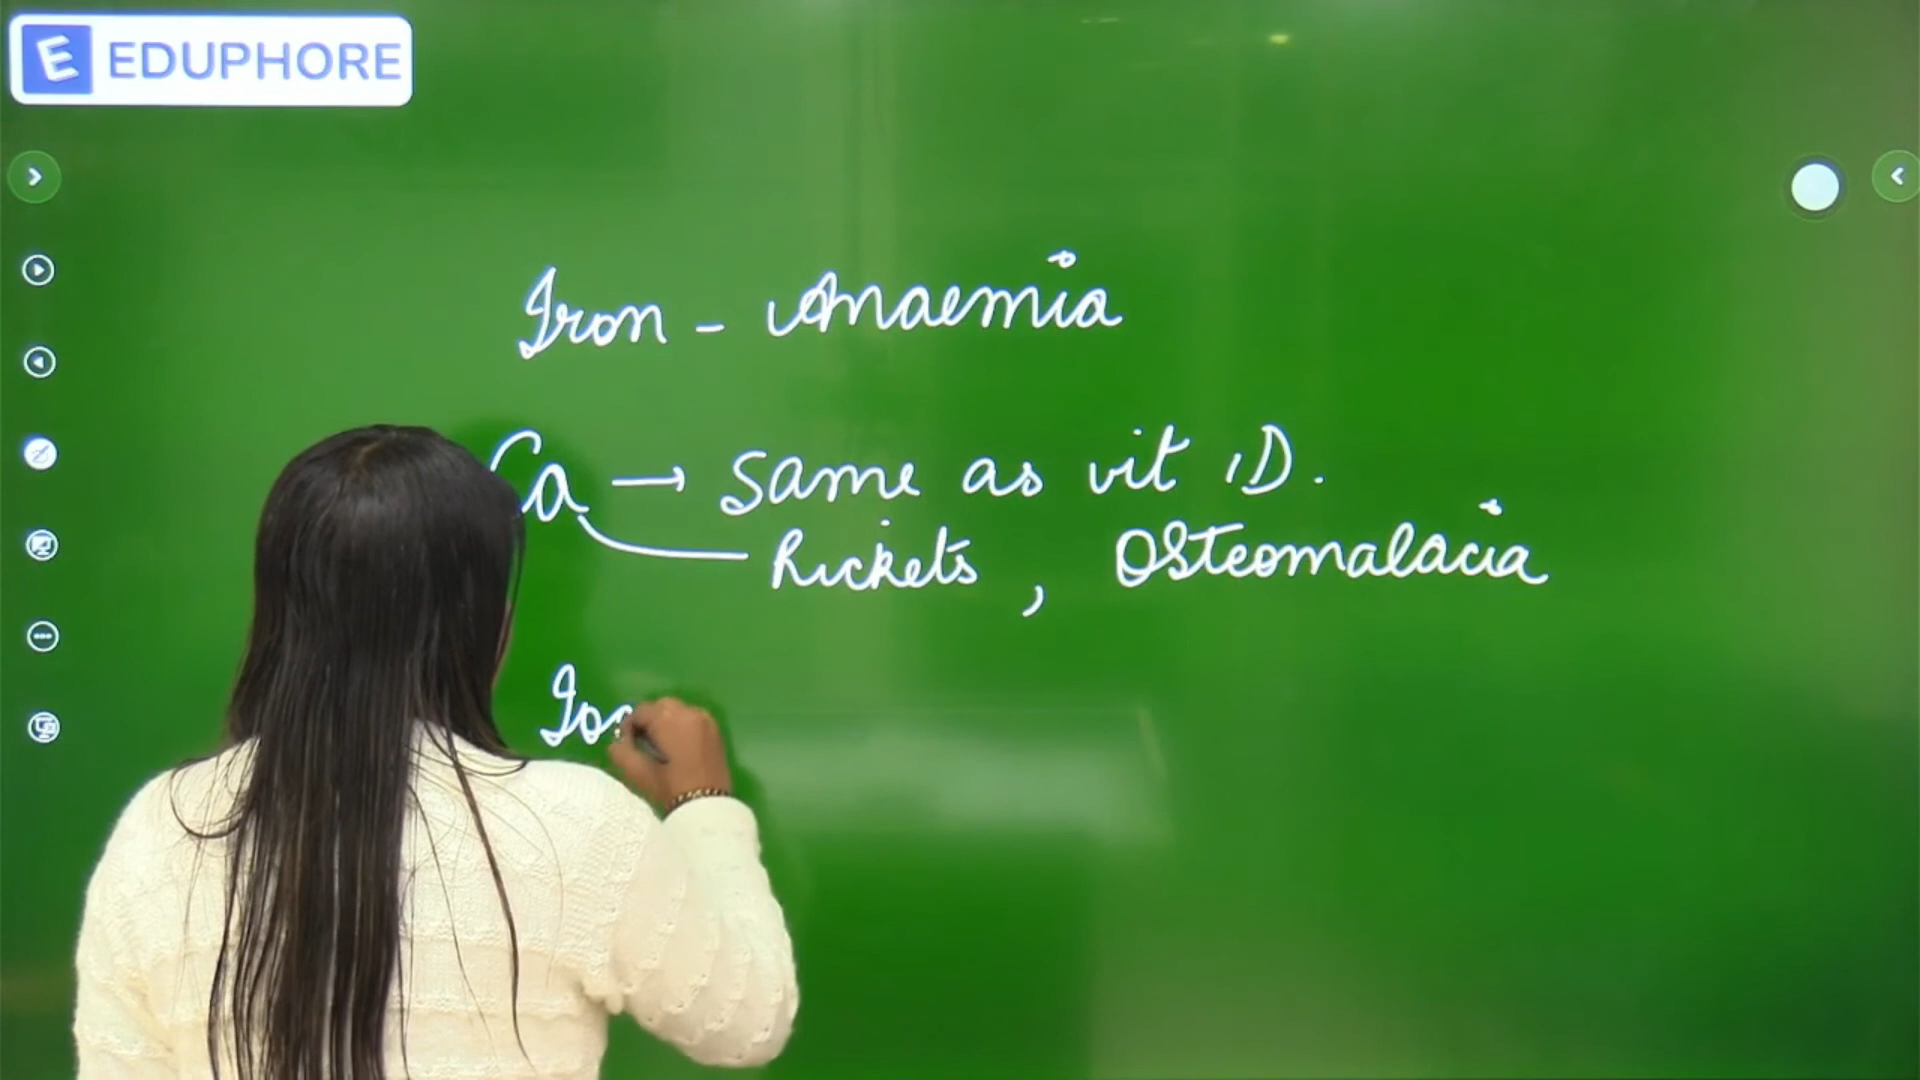 EDUPHORE
Iron - Anaemia
Ca → Same as vit D.
Rickets, Osteomalacia